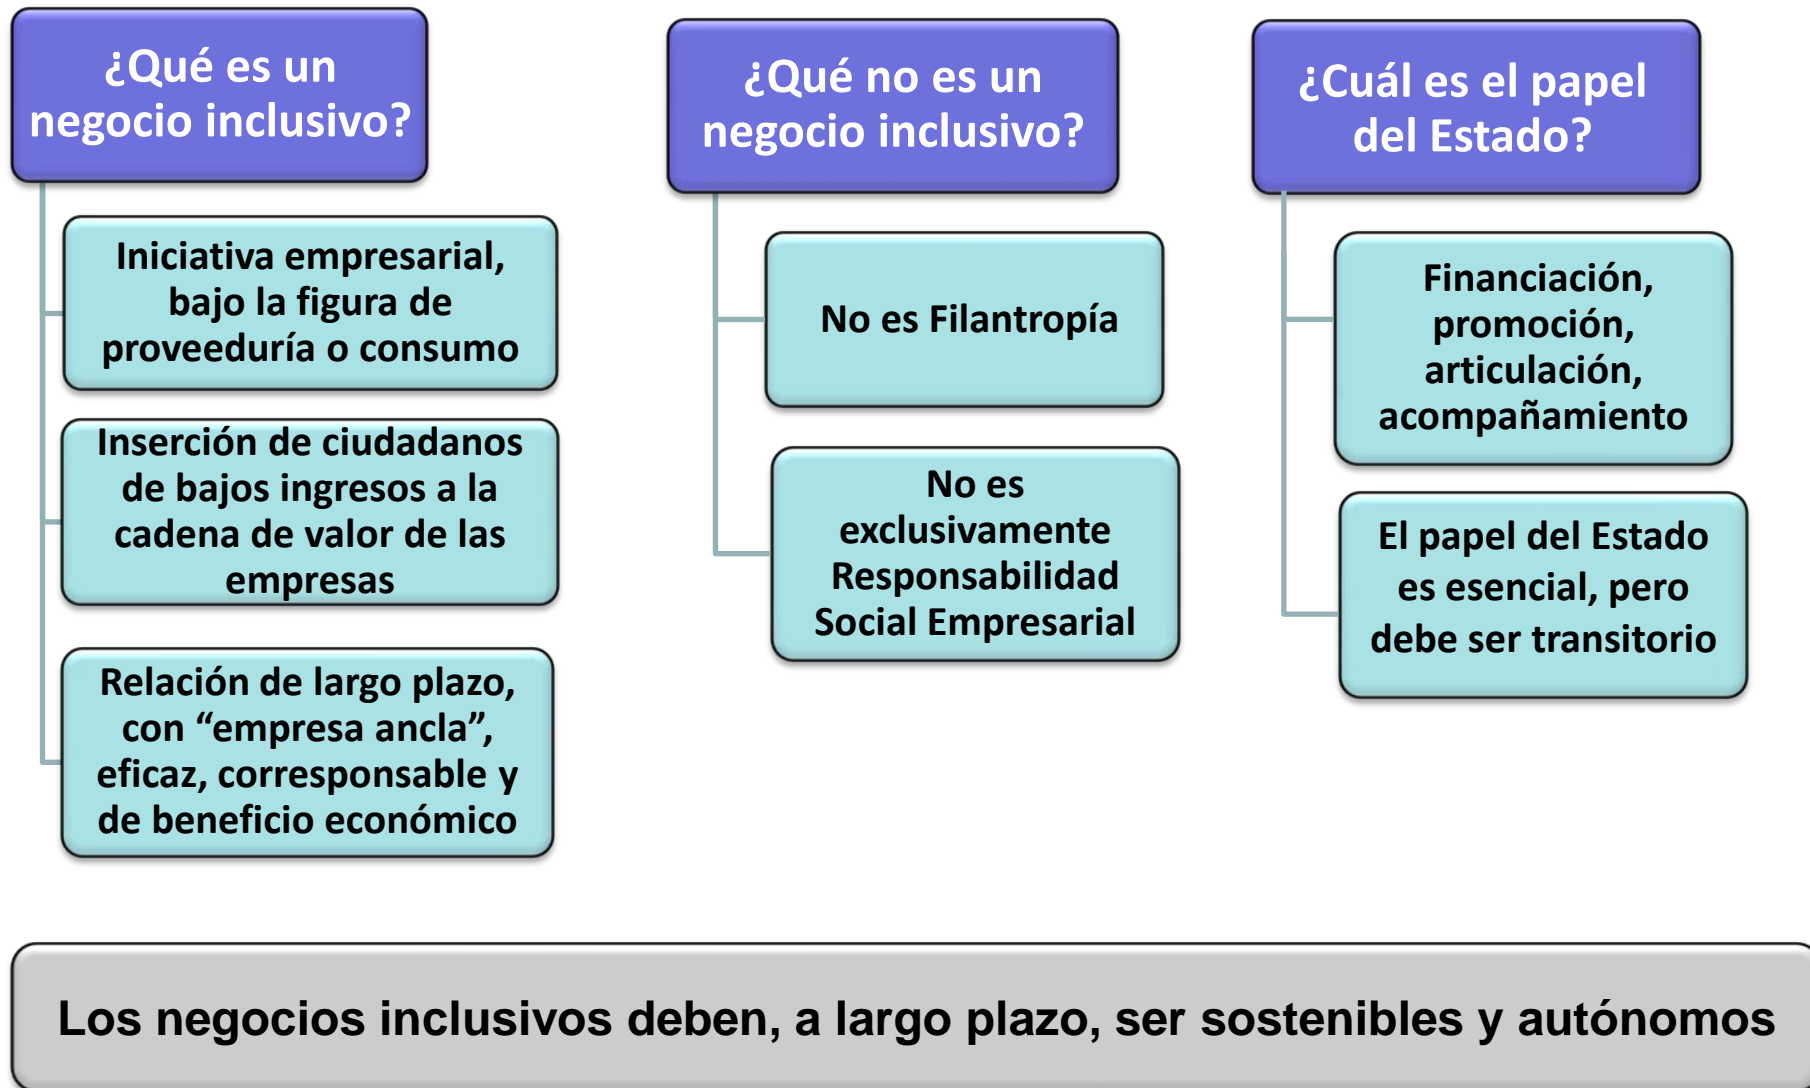 ¿Qué es un
negocio inclusivo?
Iniciativa empresarial,
bajo la figura de
proveeduría o consumo
Inserción de ciudadanos
de bajos ingresos a la
cadena de valor de las
empresas
Relación de largo plazo,
con “empresa ancla”,
eficaz, corresponsable y
de beneficio económico
¿Qué no es un
negocio inclusivo?
No es Filantropía
No es
exclusivamente
Responsabilidad
Social Empresarial
¿Cuál es el papel
del Estado?
Financiación,
promoción,
articulación,
acompañamiento
El papel del Estado
es esencial, pero
debe ser transitorio
Los negocios inclusivos deben, a largo plazo, ser sostenibles y autónomos